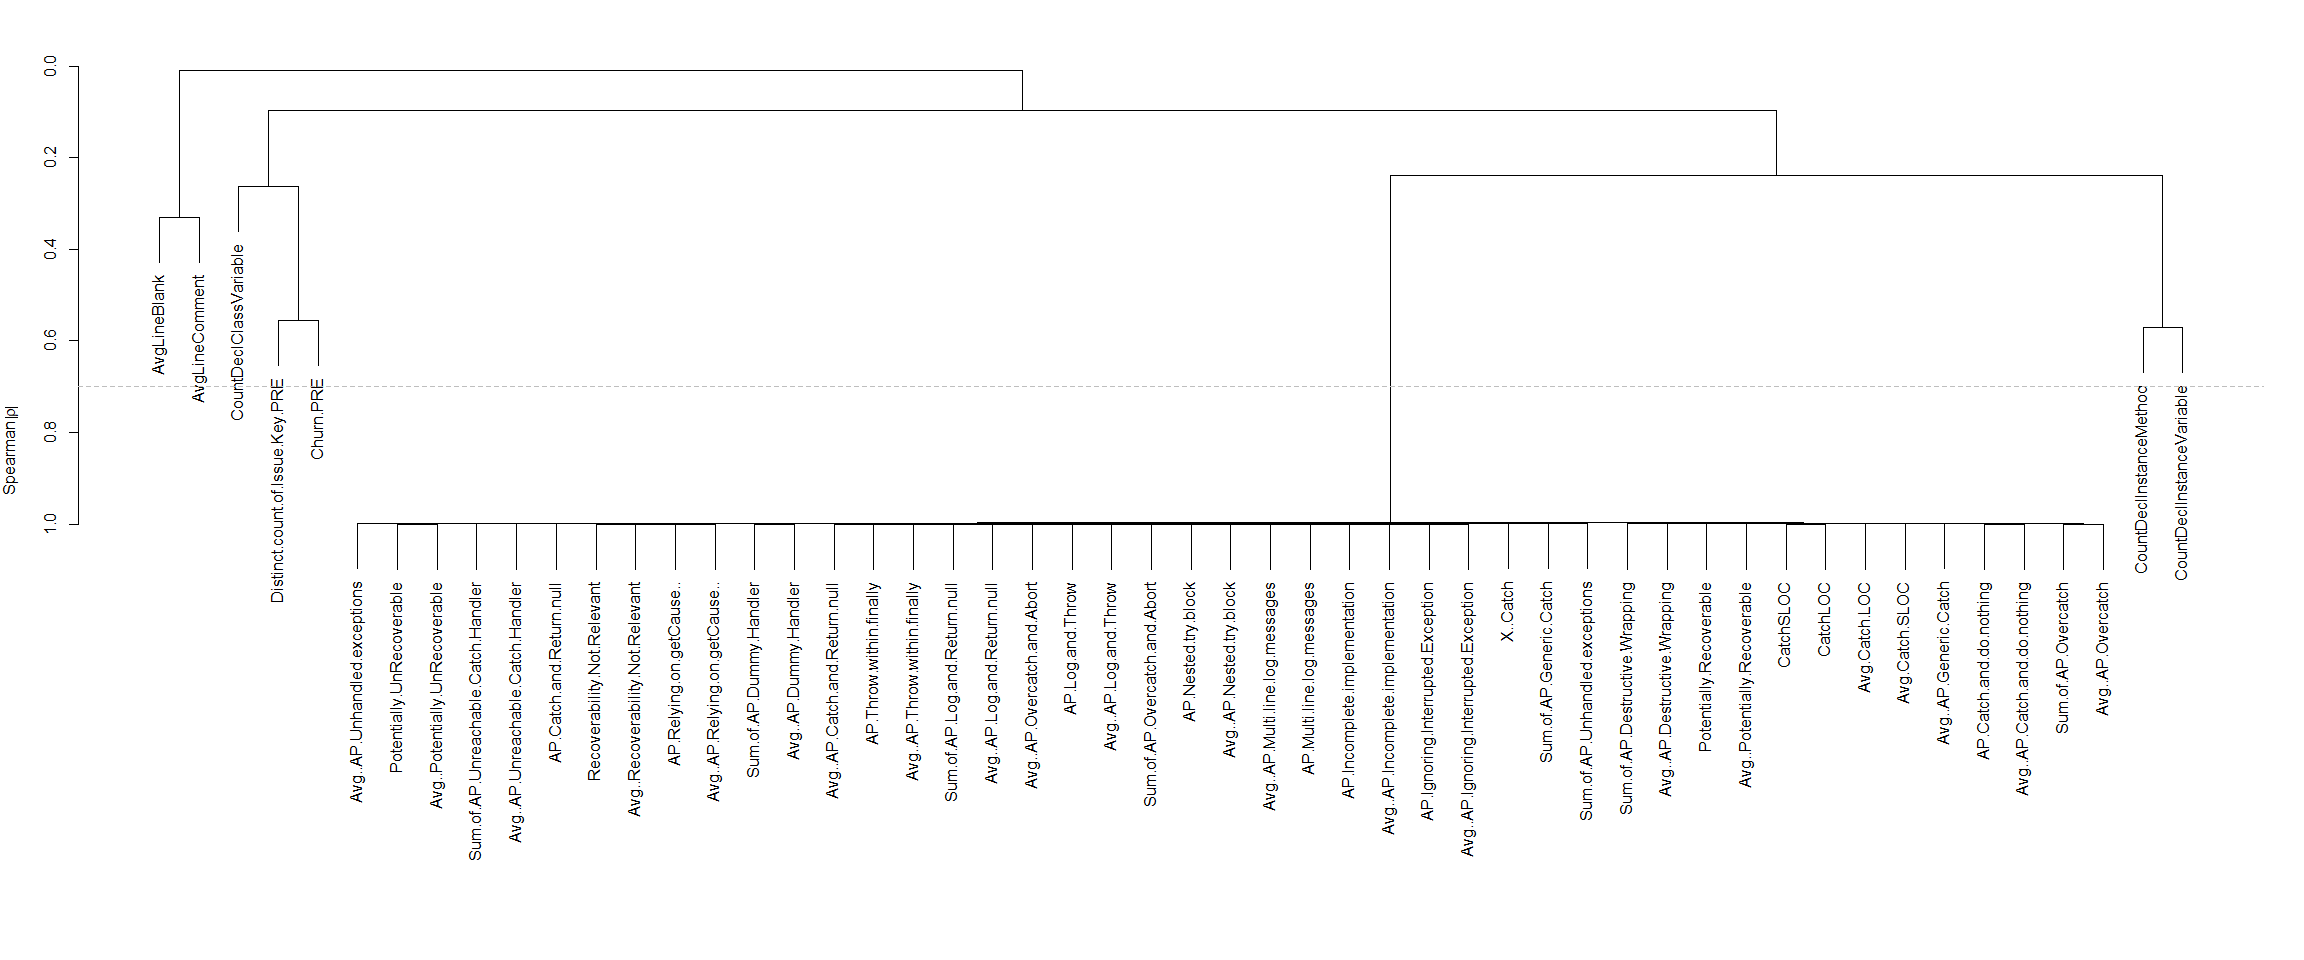 Spearman|ρ|
0.0
0.2
0.4
0.6
0.8
1.0
AvgLineBlank
AvgLineComment
CountDeclClassVariable
Distinct.count.of.Issue.Key.PRE
Churn.PRE
Avg..AP.Unhandled.exceptions
Potentially.UnRecoverable
Avg..Potentially.UnRecoverable
Sum.of.AP.Unreachable.Catch.Handler
Avg..AP.Unreachable.Catch.Handler
AP.Catch.and.Return.null
Recoverability.Not.Relevant
Avg..Recoverability.Not.Relevant
AP.Relying.on.getCause..
Avg..AP.Relying.on.getCause..
Sum.of.AP.Dummy.Handler
Avg..AP.Dummy.Handler
Avg..AP.Catch.and.Return.null
AP.Throw.within.finally
Avg..AP.Throw.within.finally
Sum.of.AP.Log.and.Return.null
Avg..AP.Log.and.Return.null
Avg..AP.Overcatch.and.Abort
AP.Log.and.Throw
Avg..AP.Log.and.Throw
Sum.of.AP.Overcatch.and.Abort
AP.Nested.try.block
Avg..AP.Nested.try.block
Avg..AP.Multi.line.log.messages
AP.Multi.line.log.messages
AP.Incomplete.implementation
Avg..AP.Incomplete.implementation
AP.Ignoring.Interrupted.Exception
Avg..AP.Ignoring.Interrupted.Exception
X..Catch
Sum.of.AP.Generic.Catch
Sum.of.AP.Unhandled.exceptions
Sum.of.AP.Destructive.Wrapping
Avg..AP.Destructive.Wrapping
Potentially.Recoverable
Avg..Potentially.Recoverable
CatchSLOC
CatchLOC
Avg.Catch.LOC
Avg.Catch.SLOC
Avg..AP.Generic.Catch
AP.Catch.and.do.nothing
Avg..AP.Catch.and.do.nothing
Sum.of.AP.Overcatch
Avg..AP.Overcatch
CountDeclInstanceMethod
CountDeclInstanceVariable